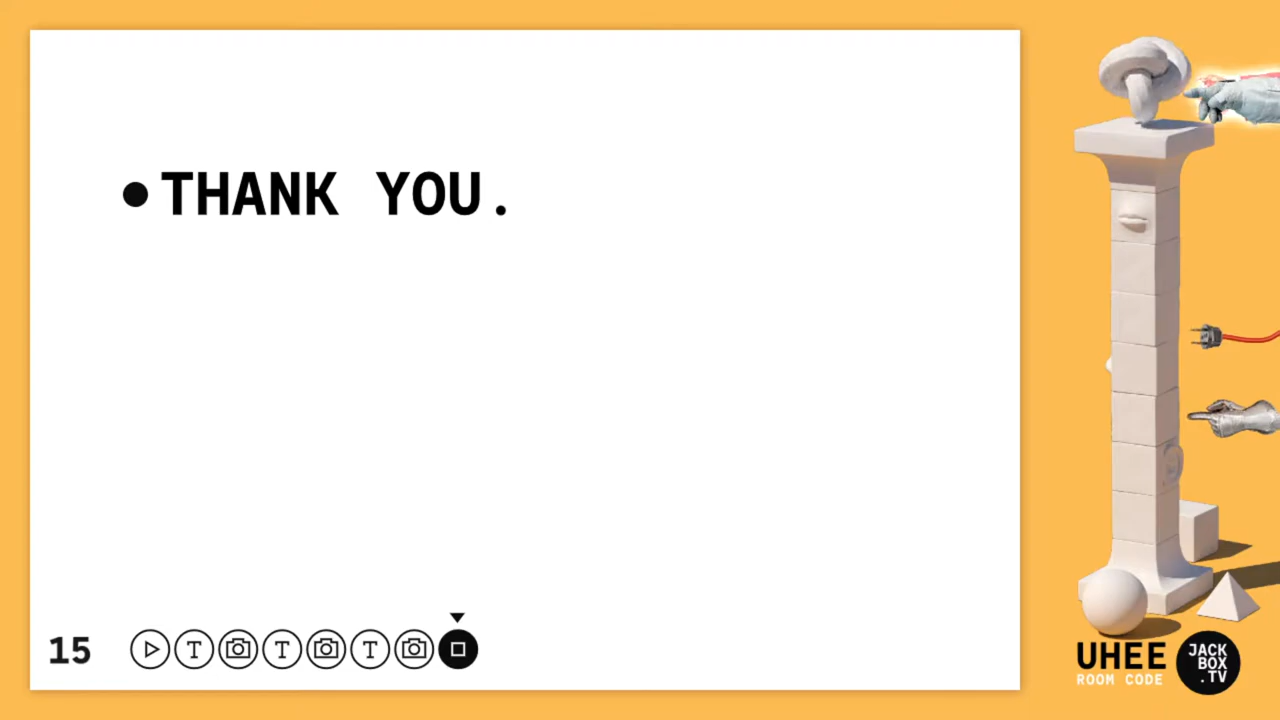 ●THANK YOU.
15
T
T
T
UHEE
ROOM CODE
JACK
BOX
.TV